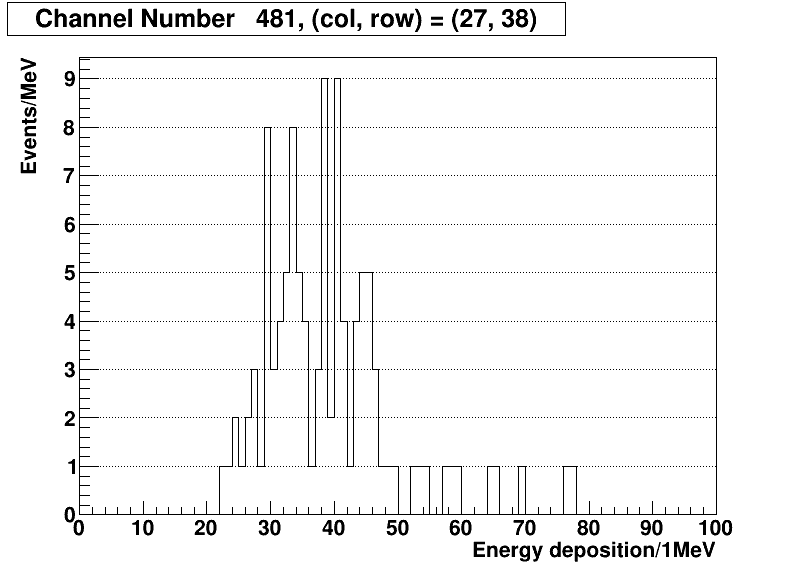 Channel Number 481, (col, row) = (27, 38)
Events/MeV
9
8
7
6
5
4
3
2
1
0
0 10 20 30 40 50 60 70 80 90 100
Energy deposition/1MeV